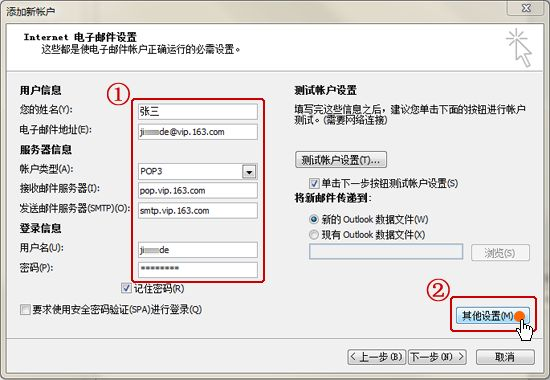 添加新帐户
Internet 电子邮件设置
这些都是使电子邮件帐户正确运行的必需设置。
①
用户信息
您的姓名(Y):
张三
电子邮件地址(E):
de@vip.163.com
服务器信息
帐户类型(A):
POP3
接收邮件服务器(I):
pop.vip.163.com
发送邮件服务器(SMTP)(O):
smtp.vip.163.com
登录信息
用户名(U):
密码(P):
********
记住密码(R)
要求使用安全密码验证(SPA)进行登录(Q)
测试帐户设置
填写完这些信息之后，建议您单击下面的按钮进行帐户
测试。(需要网络连接)
测试帐户设置(T)...
单击下一步按钮测试帐户设置(S)
将新邮件传递到:
新的 Outlook 数据文件(W)
现有 Outlook 数据文件(X)
浏览(S)
②
其他设置(M)
< 上一步(B)
下一步(N) >
取消